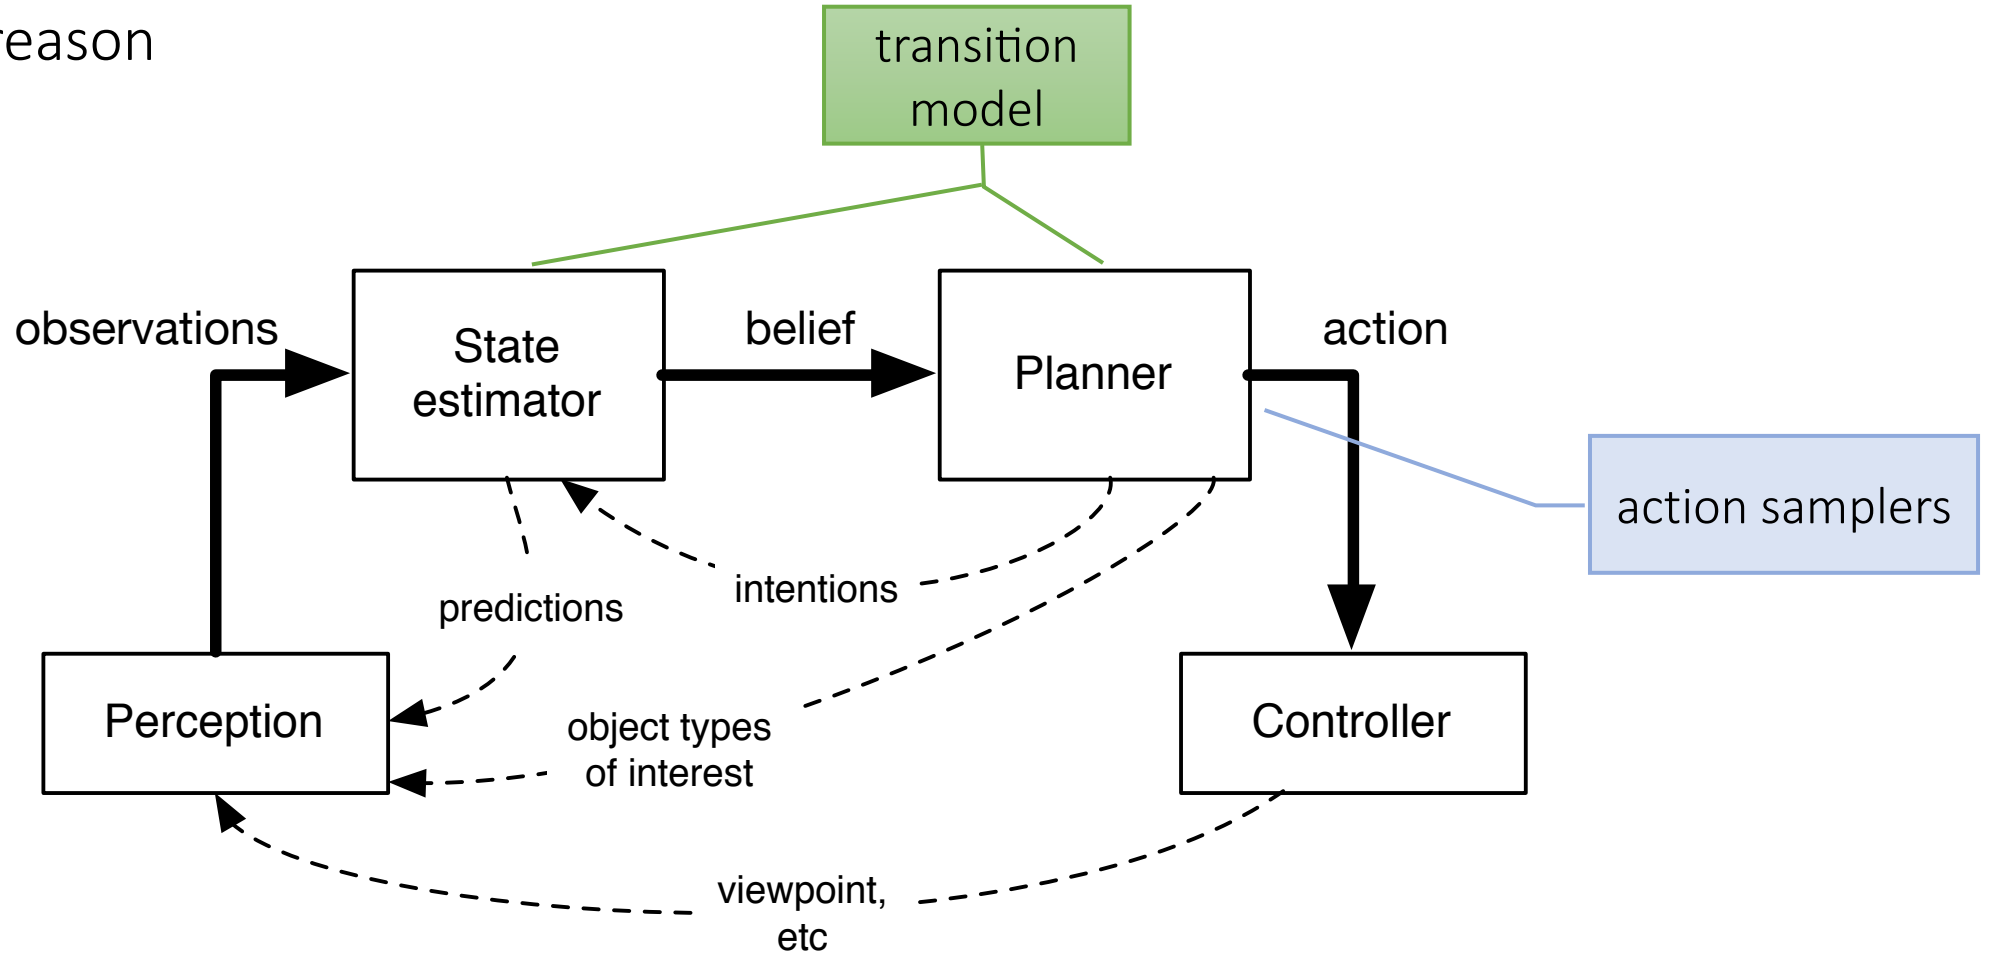 reason
transition
model
observations
State
estimator
belief
Planner
action
action samplers
predictions
intentions
Perception
object types
of interest
Controller
viewpoint,
etc